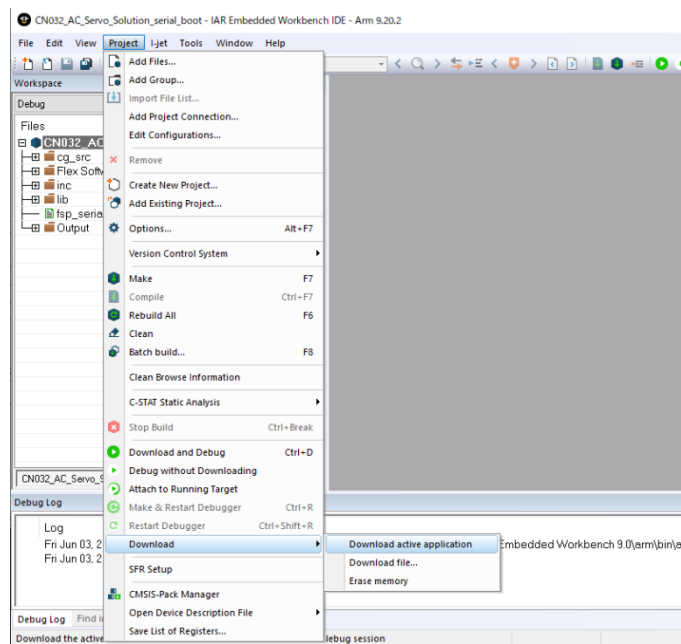 CN032_AC_Servo_Solution_serial_boot - IAR Embedded Workbench IDE - Arm 9.20.2
File Edit View Project I-jet Tools Window Help
Workspace
Debug
Files
CN032_AC
cg_src
Flex Softw
inc
lib
fsp_seria
Output
CN032_AC_Servo_S
Add Files...
Add Group...
Import File List...
Add Project Connection...
Edit Configurations...
Remove
Create New Project...
Add Existing Project...
Options... Alt+F7
Version Control System
Make F7
Compile Ctrl+F7
Rebuild All F6
Clean
Batch build... F8
Clean Browse Information
C-STAT Static Analysis
Stop Build Ctrl+Break
Download and Debug Ctrl+D
Debug without Downloading
Attach to Running Target
Make & Restart Debugger Ctrl+R
Restart Debugger Ctrl+Shift+R
Download
SFR Setup
CMSIS-Pack Manager
Open Device Description File
Save List of Registers...
Download active application
Download file...
Erase memory
Debug Log
Log
Fri Jun 03, 2
Embedded Workbench 9.0\arm\bin\a
Fri Jun 03, 2
Debug Log Find i
Download the active
debug session